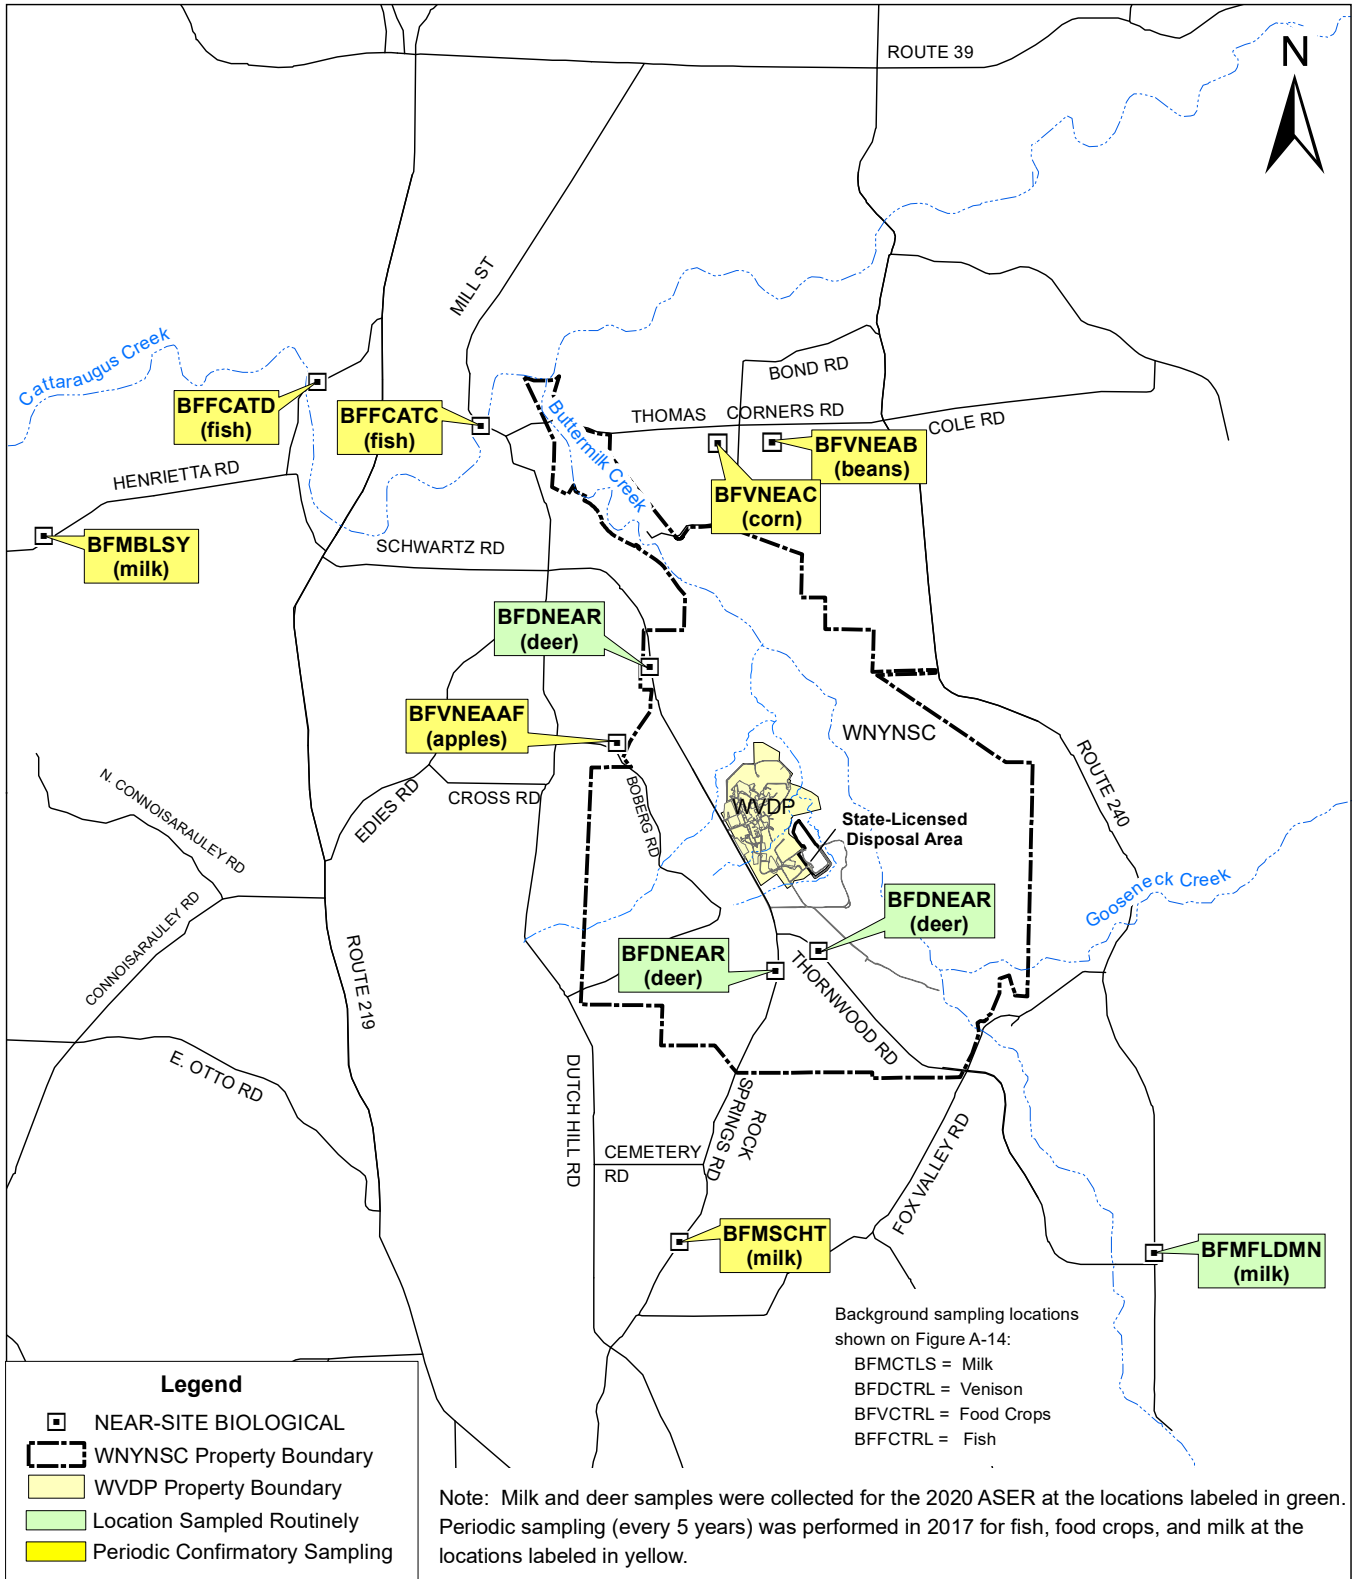 ROUTE 39
N
MILL ST
Cattaraugus Creek
BFFCATD
(fish)
BFFCATC
(fish)
BOND RD
THOMAS CORNERS RD
COLE RD
Buttermilk Creek
BFVNEAB
(beans)
HENRIETTA RD
BFVNEAC
(corn)
BFMBLSY
(milk)
SCHWARTZ RD
BFDNEAR
(deer)
BFVNEAAF
(apples)
WNYNSC
ROUTE 240
N. CONNOISARAULEY RD
EDIES RD
CROSS RD
BOBERG RD
WVDP
State-Licensed
Disposal Area
Gooseneck Creek
CONNOISARAULEY RD
BFDNEAR
(deer)
BFDNEAR
(deer)
ROUTE 219
THORNWOOD RD
E. OTTO RD
DUTCH HILL RD
ROCK
SPRINGS RD
CEMETERY
RD
FOX VALLEY RD
BFMSCHT
(milk)
BFMFLDMN
(milk)
Background sampling locations
shown on Figure A-14:
BFMCTLS = Milk
BFDCTRL = Venison
BFVCTRL = Food Crops
BFFCTRL = Fish
Legend
NEAR-SITE BIOLOGICAL
WNYNSC Property Boundary
WVDP Property Boundary
Location Sampled Routinely
Periodic Confirmatory Sampling
Note: Milk and deer samples were collected for the 2020 ASER at the locations labeled in green.
Periodic sampling (every 5 years) was performed in 2017 for fish, food crops, and milk at the
locations labeled in yellow.